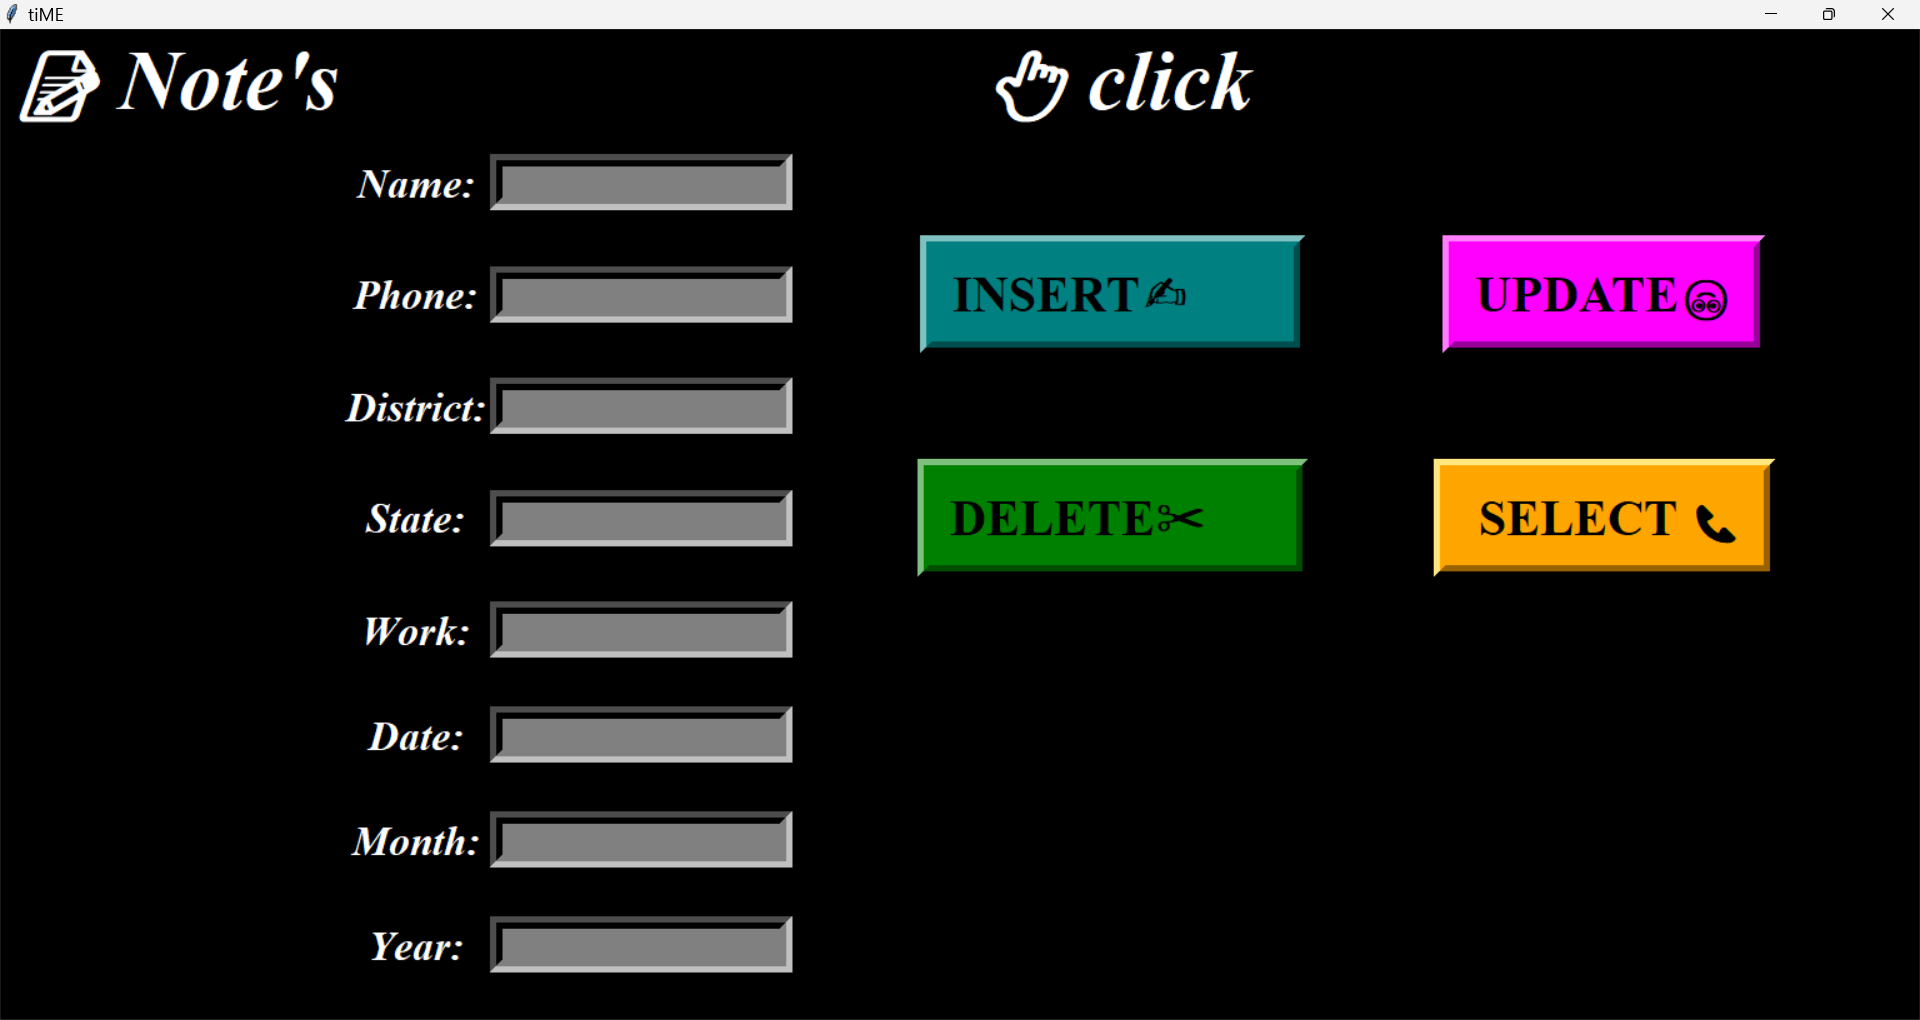 tiME
Note's
click
Name:
Phone:
District:
State:
Work:
Date:
Month:
Year:
INSERT✍
UPDATE🙃
DELETE✂
SELECT 📞